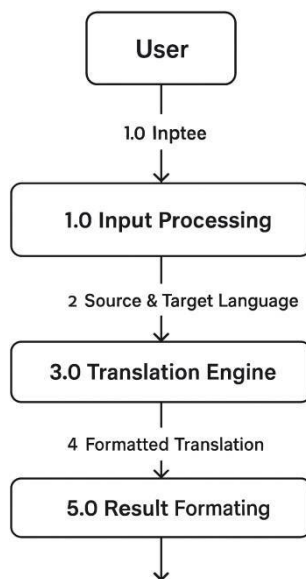 User
1.0 Inptee
1.0 Input Processing
2 Source & Target Language
3.0 Translation Engine
4 Formatted Translation
5.0 Result Formating